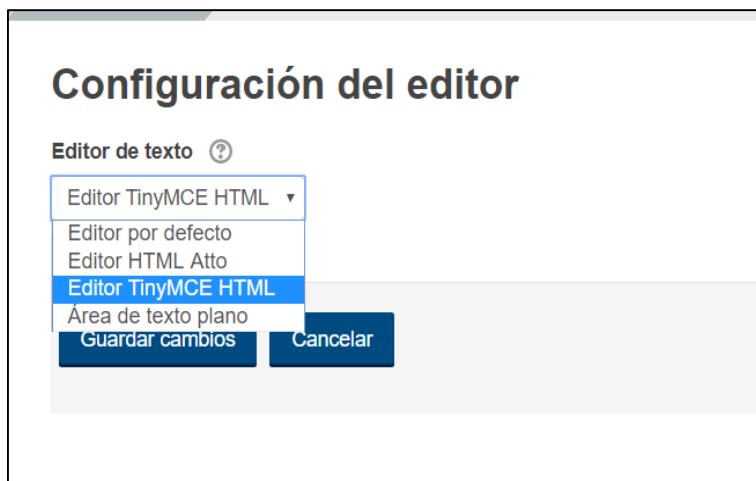 Configuración del editor
Editor de texto
Editor TinyMCE HTML
Editor por defecto
Editor HTML Atto
Editor TinyMCE HTML
Área de texto plano
Guardar cambios Cancelar